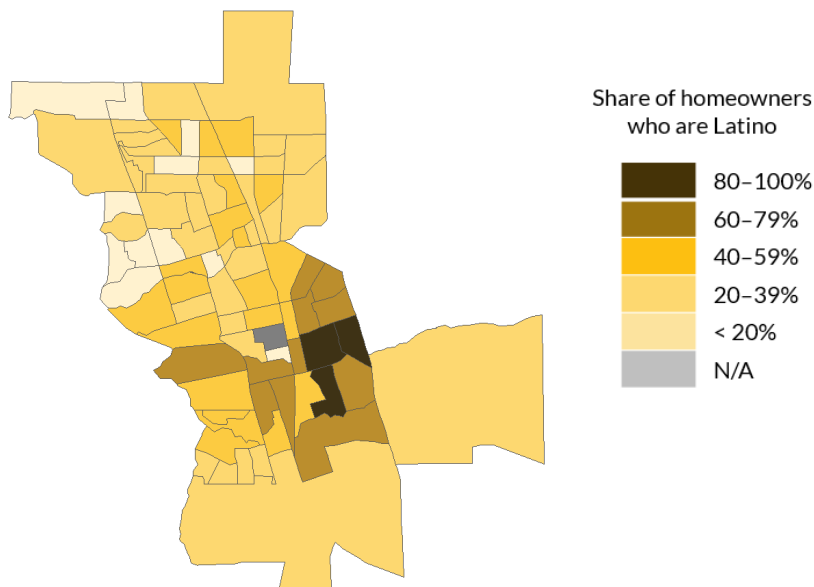 Share of homeowners
who are Latino
80–100%
60–79%
40–59%
20–39%
< 20%
N/A